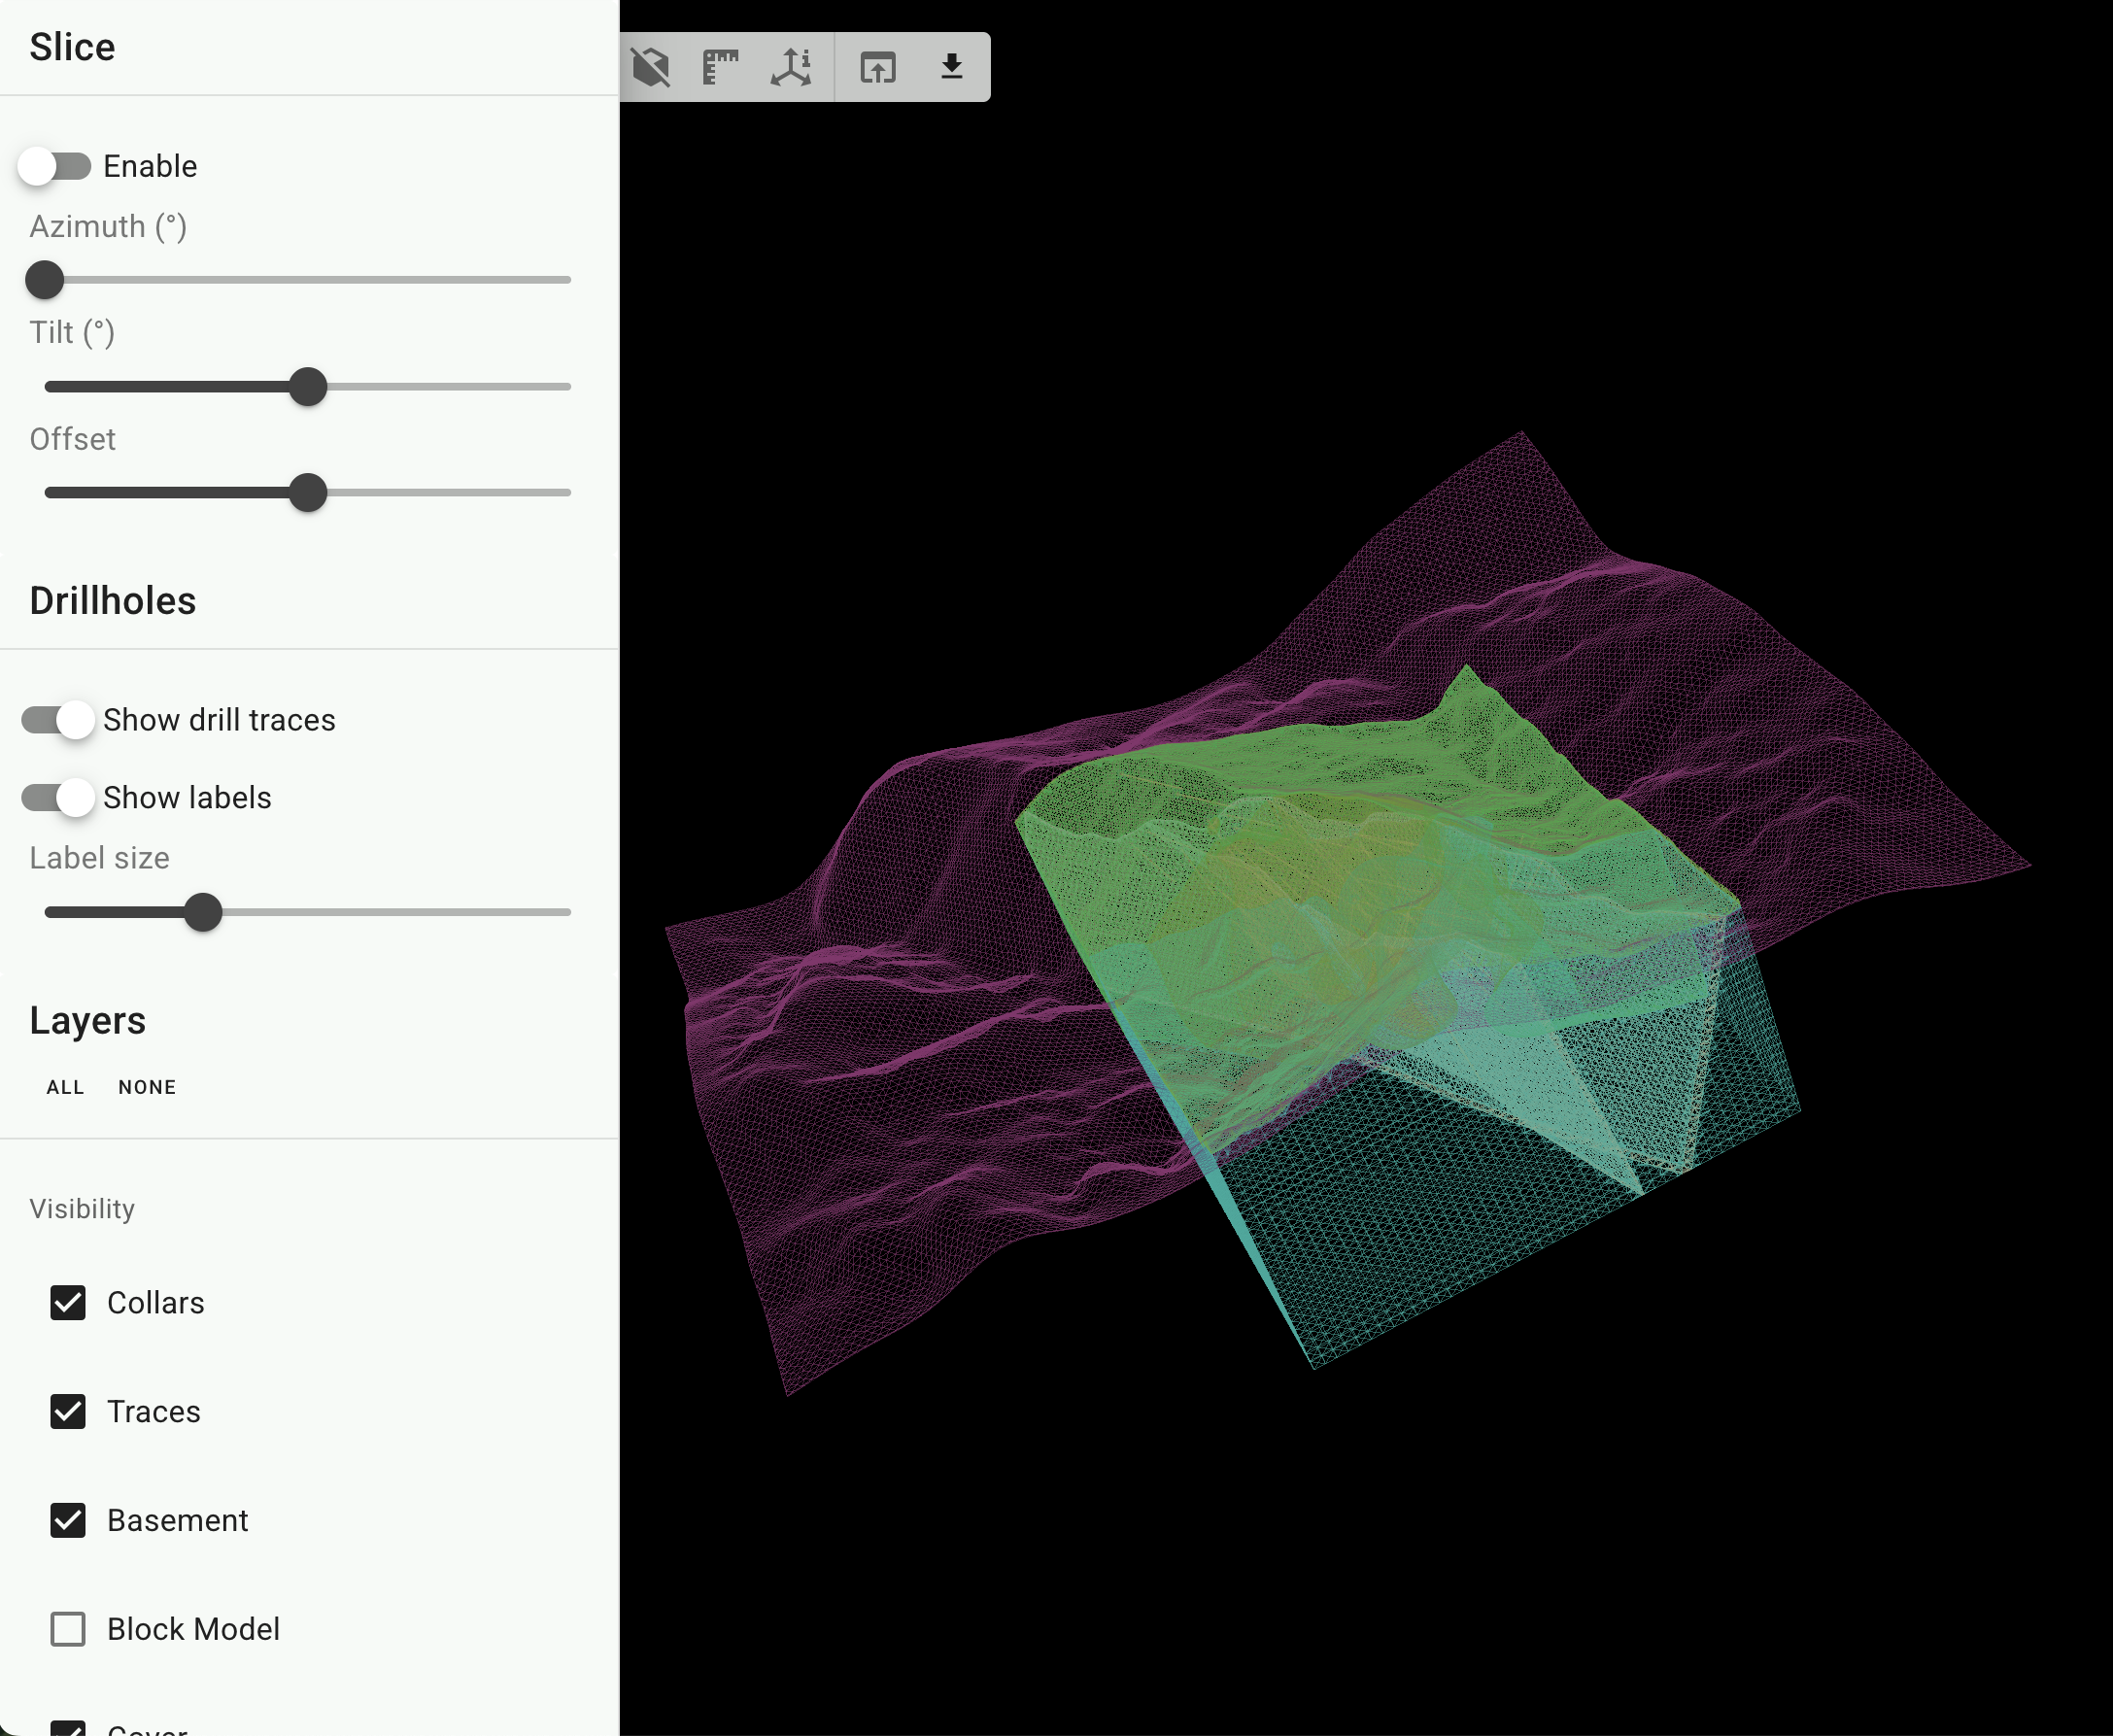 Slice
Enable
Azimuth (°)
Tilt (°)
Offset
Drillholes
Show drill traces
Show labels
Label size
Layers
ALL NONE
Visibility
Collars
Traces
Basement
Block Model
Cover